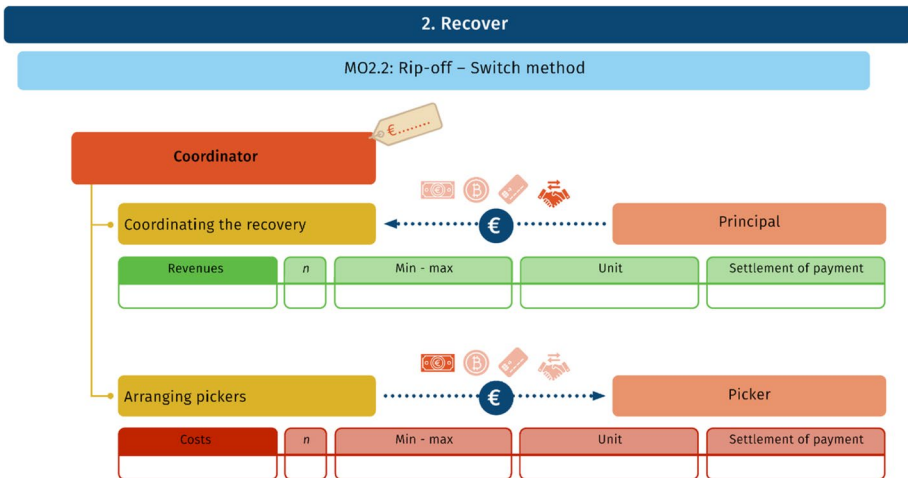 2. Recover
MO2.2: Rip-off – Switch method
€........
Coordinator
Coordinating the recovery
€
Principal
Revenues
n
Min - max
Unit
Settlement of payment
Arranging pickers
€
Picker
Costs
n
Min - max
Unit
Settlement of payment